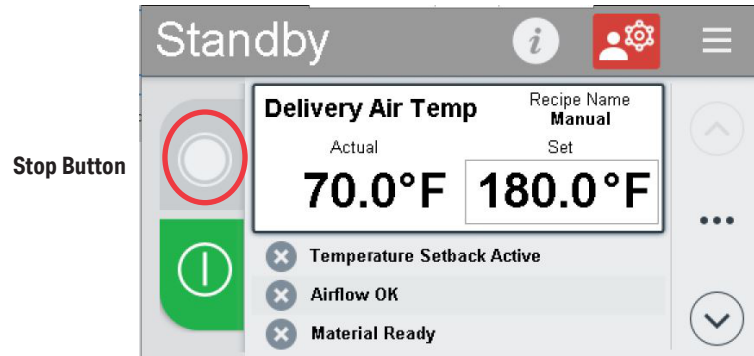 Standby
i
Stop Button
Delivery Air Temp
Recipe Name
Manual
Actual
Set
70.0°F
180.0°F
Temperature Setback Active
Airflow OK
Material Ready